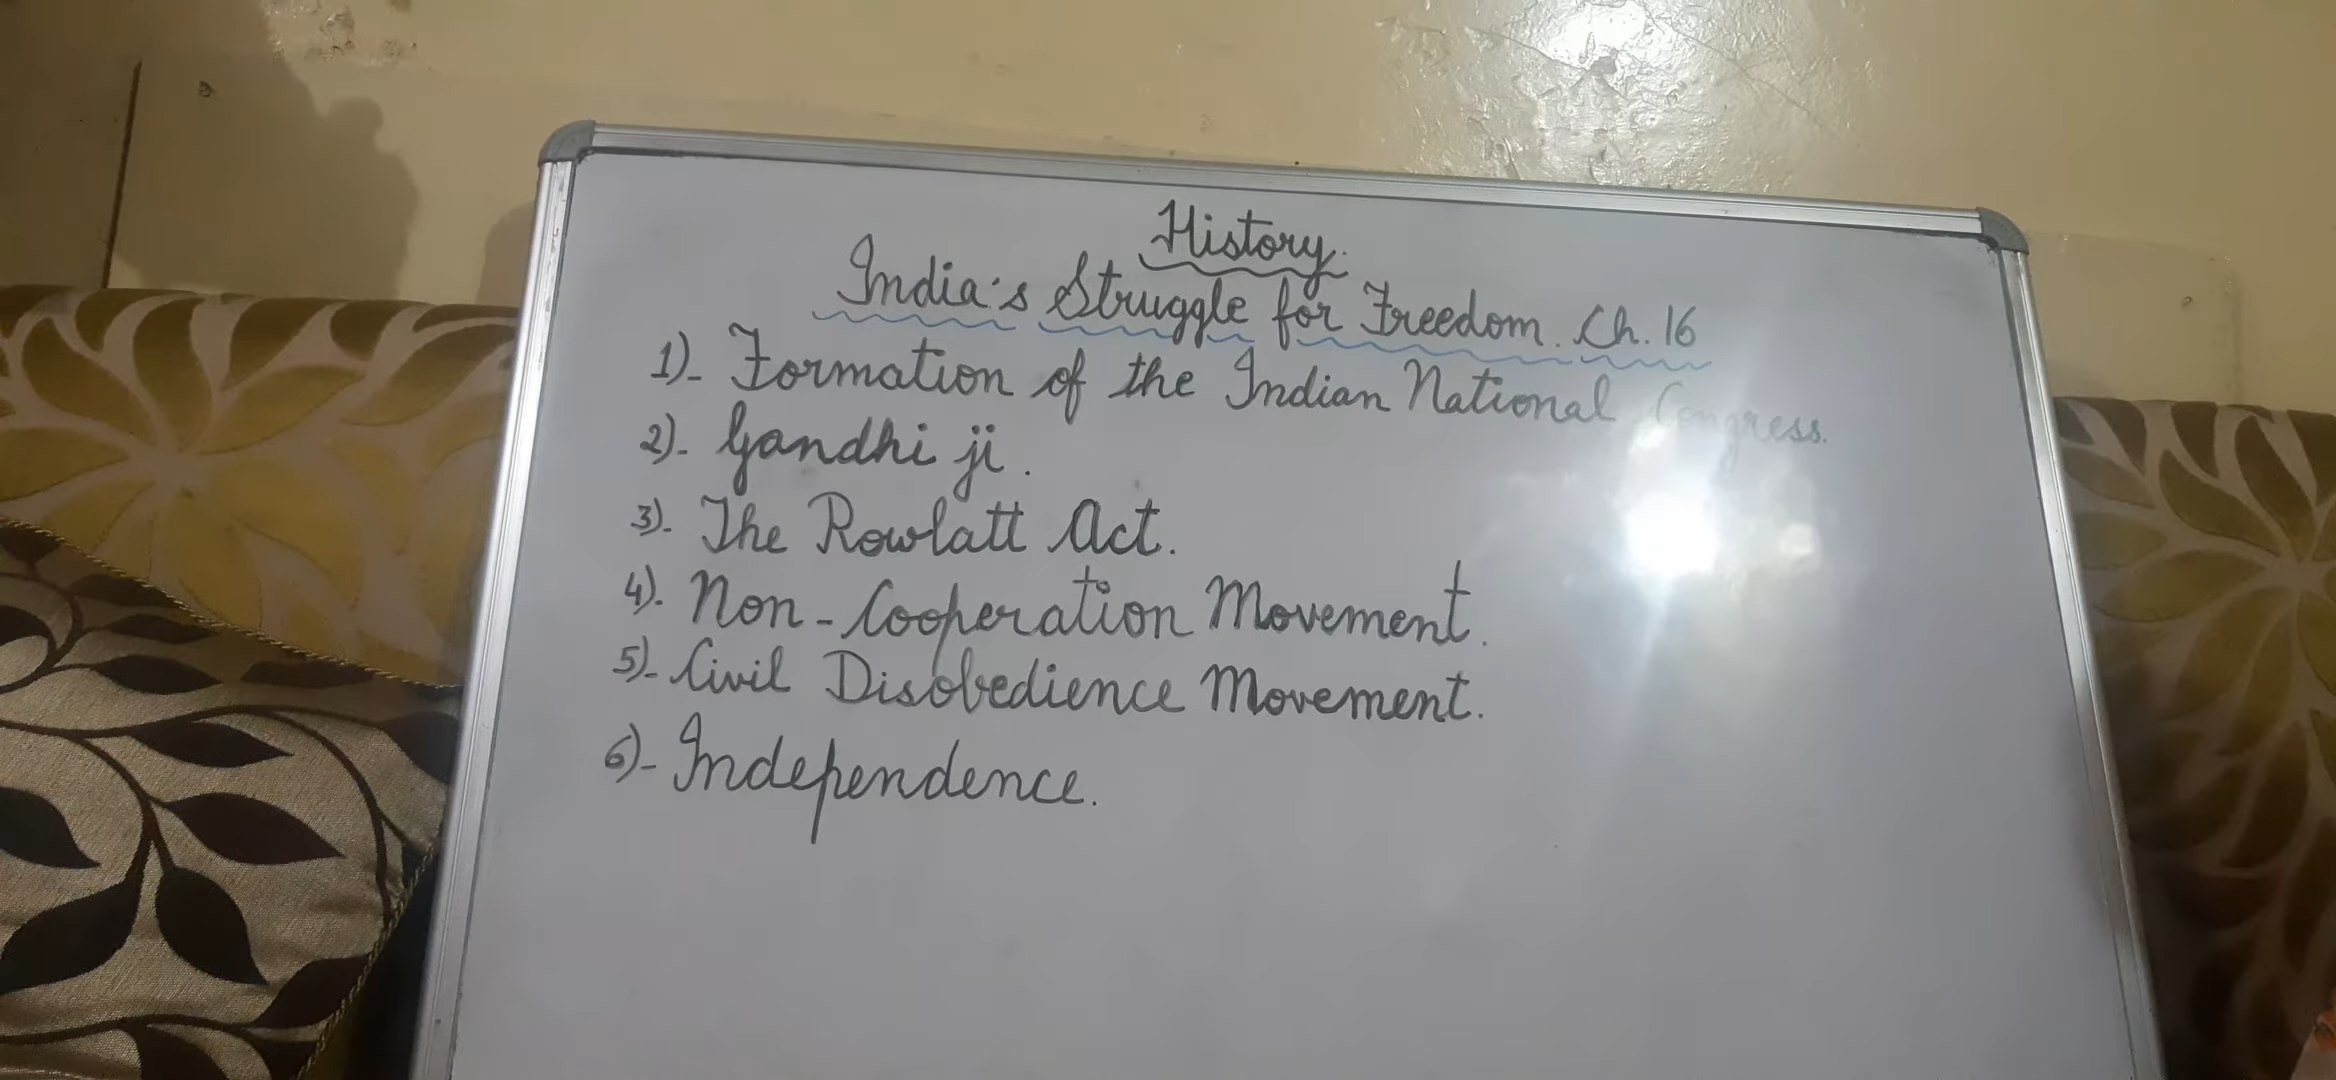 History.
India's Struggle for Freedom. Ch. 16
1)- Formation of the Indian National Congress.
2)- Gandhi ji.
3)- The Rowlatt Act.
4)- Non-Cooperation Movement.
5)- Civil Disobedience Movement.
6)- Independence.